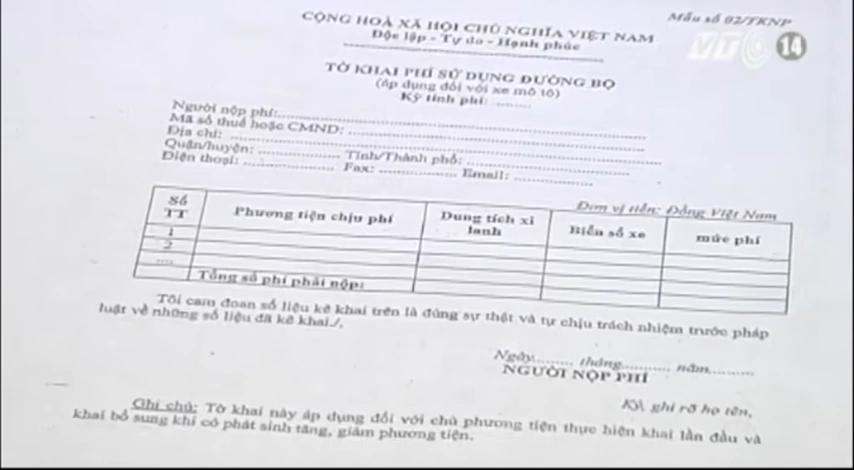 Mẫu số 02/TKNP
CỘNG HOÀ XÃ HỘI CHỦ NGHĨA VIỆT NAM
Độc lập - Tự do - Hạnh phúc
VTC 14
TỜ KHAI PHÍ SỬ DỤNG ĐƯỜNG BỘ
(áp dụng đối với xe mô tô)
Kỳ tính phí: ........
Người nộp phí:........
Mã số thuế hoặc CMND: ........
Địa chỉ: ........
Quận/huyện: ........ Tỉnh/Thành phố: ........
Điện thoại: ........ Fax: ........ Email: ........
Đơn vị tiền: Đồng Việt Nam
Số TT Phương tiện chịu phí Dung tích xi lanh Biển số xe mức phí
1
2
....
Tổng số phí phải nộp:
Tôi cam đoan số liệu kê khai trên là đúng sự thật và tự chịu trách nhiệm trước pháp
luật về những số liệu đã kê khai./.
Ngày........ tháng........ năm........
NGƯỜI NỘP PHÍ
Ký, ghi rõ họ tên,
Ghi chú: Tờ khai này áp dụng đối với chủ phương tiện thực hiện khai lần đầu và
khai bổ sung khi có phát sinh tăng, giảm phương tiện.